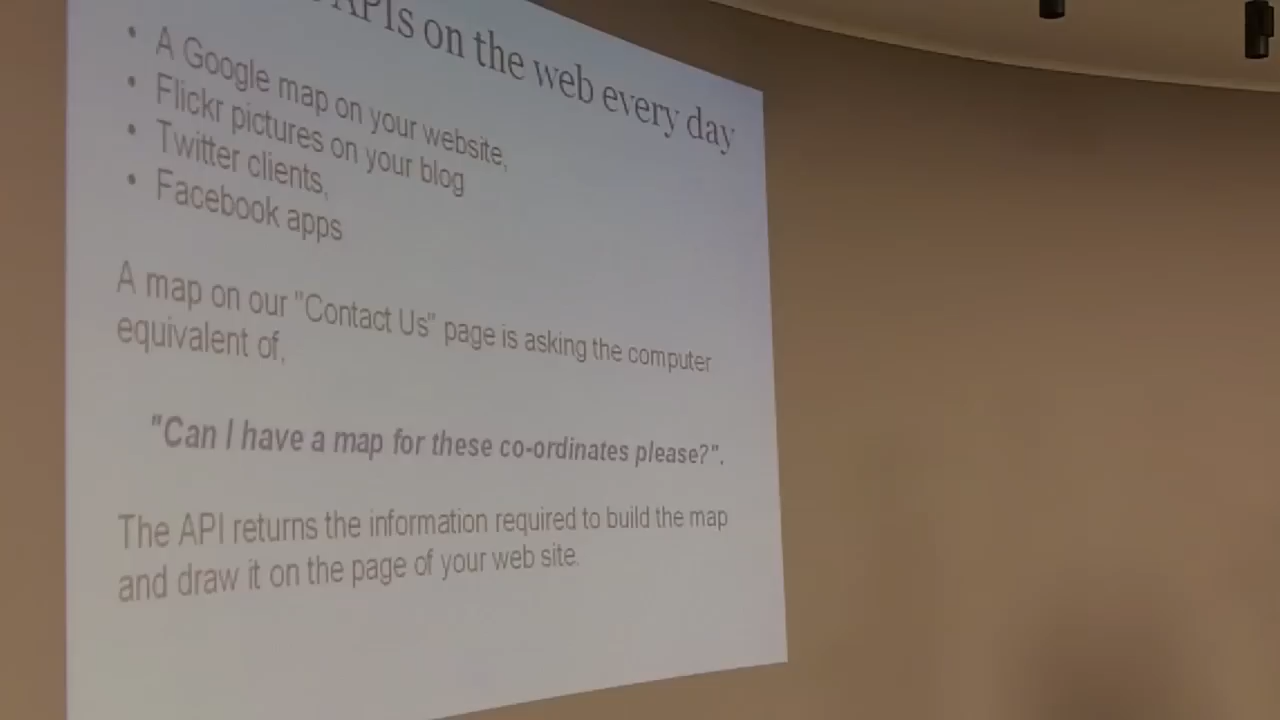 APIs on the web every day
• A Google map on your website,
• Flickr pictures on your blog
• Twitter clients,
• Facebook apps
A map on our "Contact Us" page is asking the computer
equivalent of,
"Can I have a map for these co-ordinates please?".
The API returns the information required to build the map
and draw it on the page of your web site.